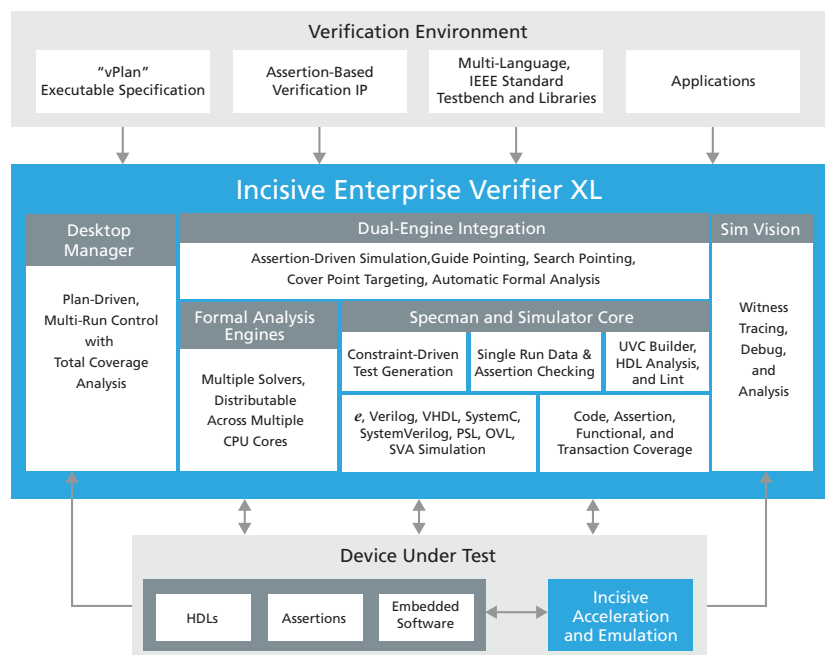 Verification Environment
“vPlan”
Executable Specification
Assertion-Based
Verification IP
Multi-Language,
IEEE Standard
Testbench and Libraries
Applications
Incisive Enterprise Verifier XL
Desktop
Manager
Plan-Driven,
Multi-Run Control
with
Total Coverage
Analysis
Dual-Engine Integration
Assertion-Driven Simulation,Guide Pointing, Search Pointing,
Cover Point Targeting, Automatic Formal Analysis
Formal Analysis
Engines
Multiple Solvers,
Distributable
Across Multiple
CPU Cores
Specman and Simulator Core
Constraint-Driven
Test Generation
Single Run Data &
Assertion Checking
UVC Builder,
HDL Analysis,
and Lint
e, Verilog, VHDL, SystemC,
SystemVerilog, PSL, OVL,
SVA Simulation
Code, Assertion,
Functional, and
Transaction Coverage
Sim Vision
Witness
Tracing,
Debug,
and
Analysis
Device Under Test
HDLs
Assertions
Embedded
Software
Incisive
Acceleration
and Emulation